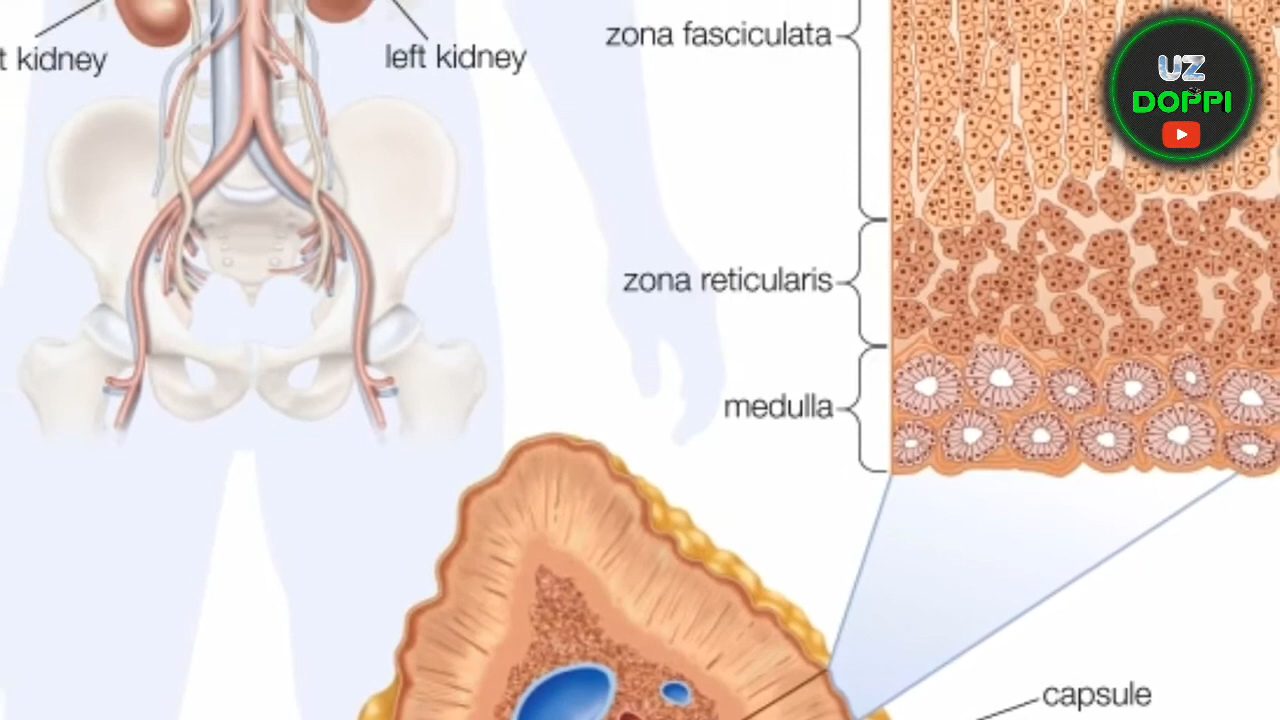 t kidney
left kidney
zona fasciculata
zona reticularis
medulla
capsule
UZ
DOPPI